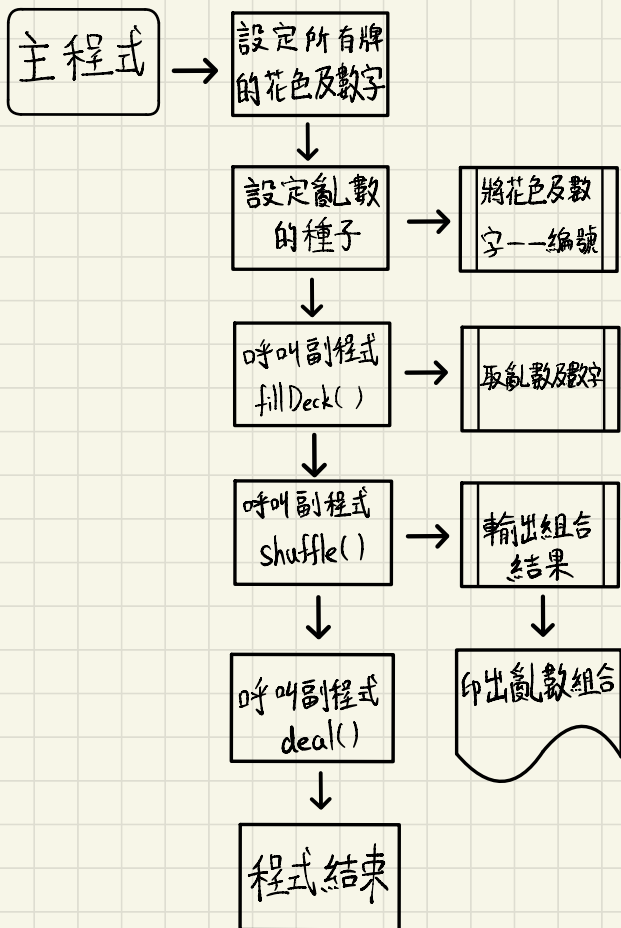 主程式
設定所有牌
的花色及數字
設定亂數
的種子
將花色及數
字一一編號
呼叫副程式
fillDeck( )
取亂數及數字
呼叫副程式
shuffle()
輸出組合
結果
呼叫副程式
deal()
印出亂數組合
程式結束